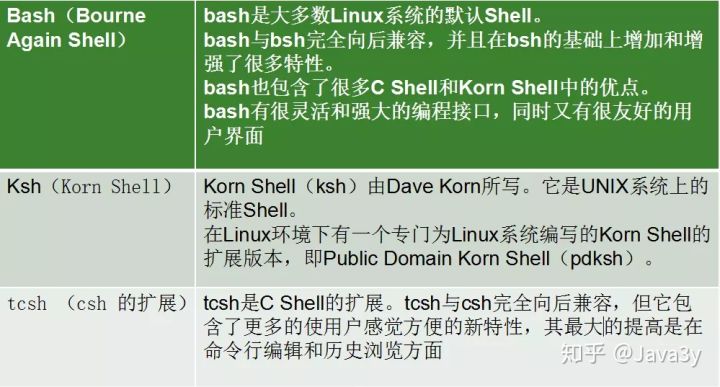 Bash（Bourne
Again Shell）
bash是大多数Linux系统的默认Shell。
bash与bsh完全向后兼容，并且在bsh的基础上增加和增
强了很多特性。
bash也包含了很多C Shell和Korn Shell中的优点。
bash有很灵活和强大的编程接口，同时又有很友好的用
户界面
Ksh（Korn Shell）
Korn Shell（ksh）由Dave Korn所写。它是UNIX系统上的
标准Shell。
在Linux环境下有一个专门为Linux系统编写的Korn Shell的
扩展版本，即Public Domain Korn Shell（pdksh）。
tcsh （csh 的扩展）
tcsh是C Shell的扩展。tcsh与csh完全向后兼容，但它包
含了更多的使用户感觉方便的新特性，其最大的提高是在
命令行编辑和历史浏览方面
知乎 @Java3y